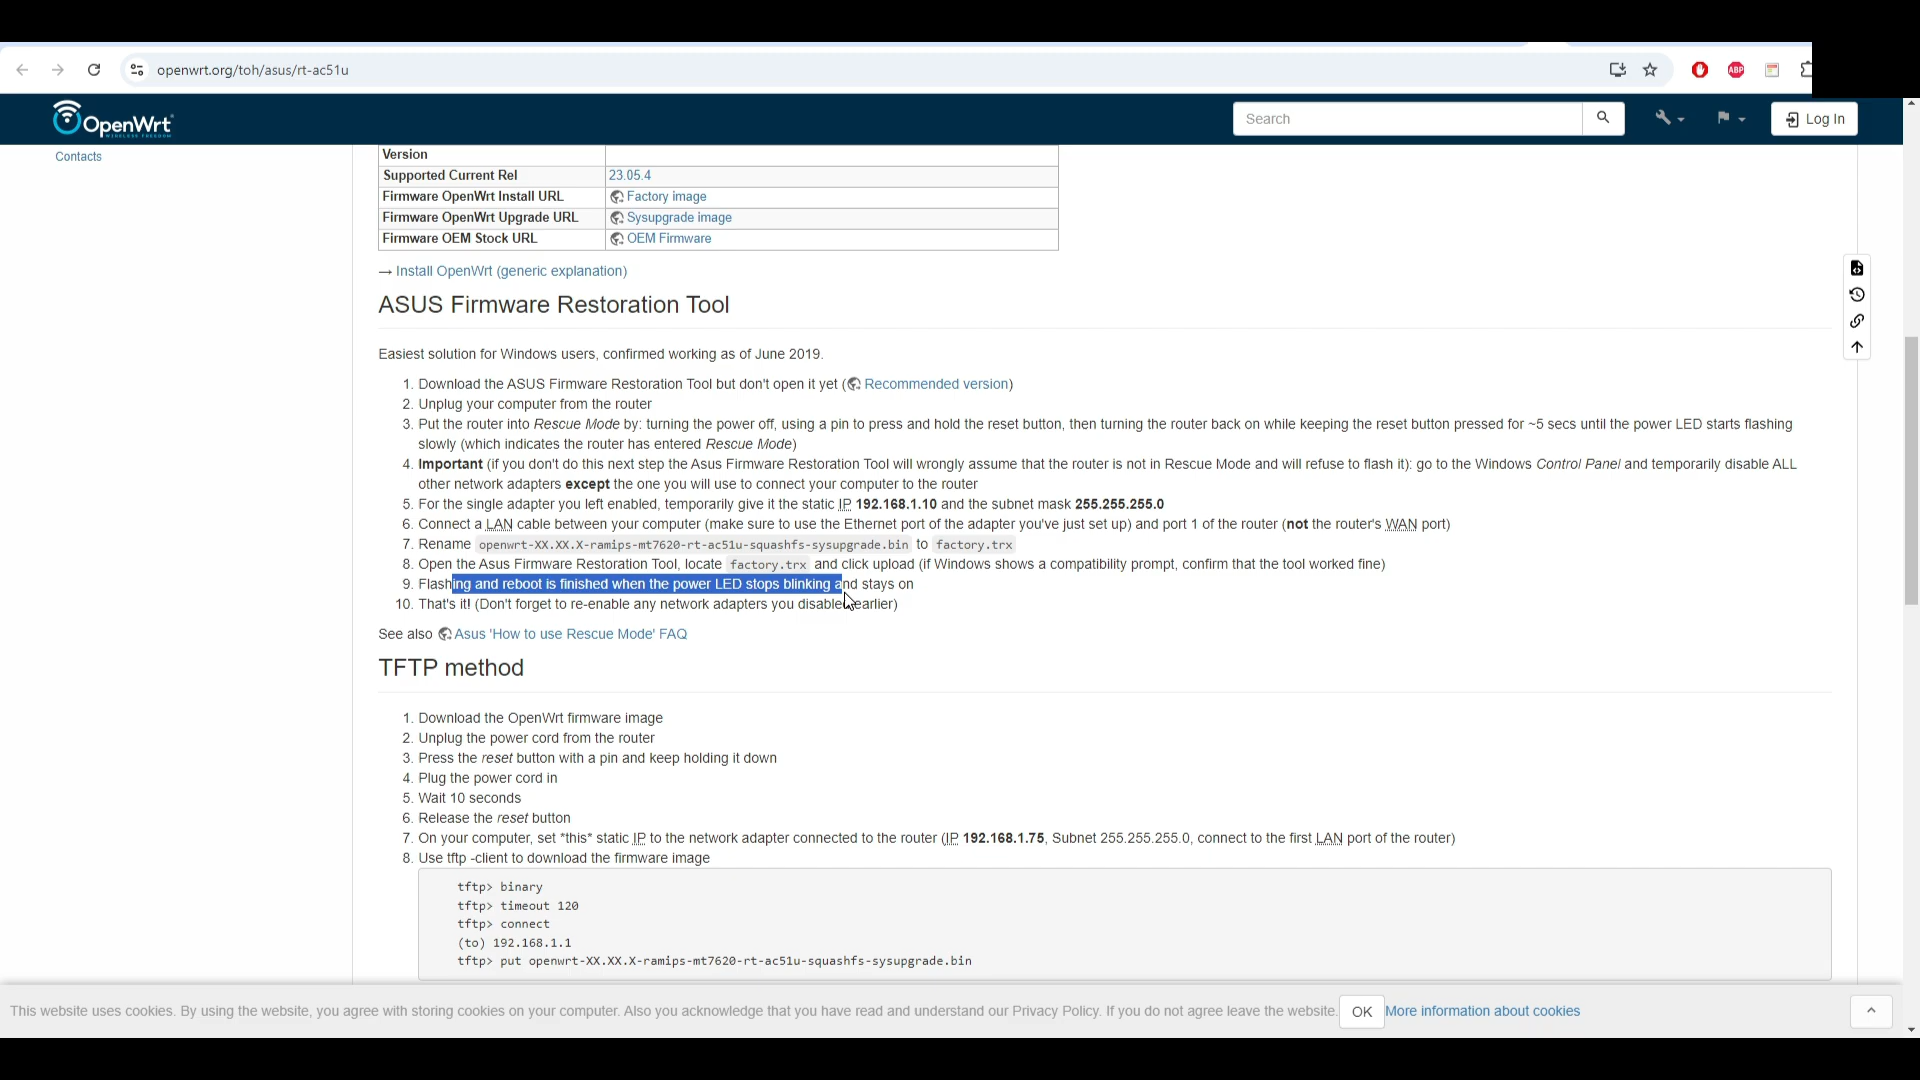 openwrt.org/toh/asus/rt-ac51u
ABP
OpenWrt
WIRELESS FREEDOM
Search
Log In
Contacts
Version
Supported Current Rel 23.05.4
Firmware OpenWrt Install URL Factory image
Firmware OpenWrt Upgrade URL Sysupgrade image
Firmware OEM Stock URL OEM Firmware
→ Install OpenWrt (generic explanation)
ASUS Firmware Restoration Tool
Easiest solution for Windows users, confirmed working as of June 2019.
1. Download the ASUS Firmware Restoration Tool but don't open it yet ( Recommended version)
2. Unplug your computer from the router
3. Put the router into Rescue Mode by: turning the power off, using a pin to press and hold the reset button, then turning the router back on while keeping the reset button pressed for ~5 secs until the power LED starts flashing
slowly (which indicates the router has entered Rescue Mode)
4. Important (if you don't do this next step the Asus Firmware Restoration Tool will wrongly assume that the router is not in Rescue Mode and will refuse to flash it): go to the Windows Control Panel and temporarily disable ALL
other network adapters except the one you will use to connect your computer to the router
5. For the single adapter you left enabled, temporarily give it the static IP 192.168.1.10 and the subnet mask 255.255.255.0
6. Connect a LAN cable between your computer (make sure to use the Ethernet port of the adapter you've just set up) and port 1 of the router (not the router's WAN port)
7. Rename openwrt-XX.XX.X-ramips-mt7620-rt-ac51u-squashfs-sysupgrade.bin to factory.trx
8. Open the Asus Firmware Restoration Tool, locate factory.trx and click upload (if Windows shows a compatibility prompt, confirm that the tool worked fine)
9. Flashing and reboot is finished when the power LED stops blinking and stays on
10. That's it! (Don't forget to re-enable any network adapters you disabled earlier)
See also Asus 'How to use Rescue Mode' FAQ
TFTP method
1. Download the OpenWrt firmware image
2. Unplug the power cord from the router
3. Press the reset button with a pin and keep holding it down
4. Plug the power cord in
5. Wait 10 seconds
6. Release the reset button
7. On your computer, set *this* static IP to the network adapter connected to the router (IP 192.168.1.75, Subnet 255.255.255.0, connect to the first LAN port of the router)
8. Use tftp -client to download the firmware image
tftp> binary
tftp> timeout 120
tftp> connect
(to) 192.168.1.1
tftp> put openwrt-XX.XX.X-ramips-mt7620-rt-ac51u-squashfs-sysupgrade.bin
This website uses cookies. By using the website, you agree with storing cookies on your computer. Also you acknowledge that you have read and understand our Privacy Policy. If you do not agree leave the website. OK More information about cookies